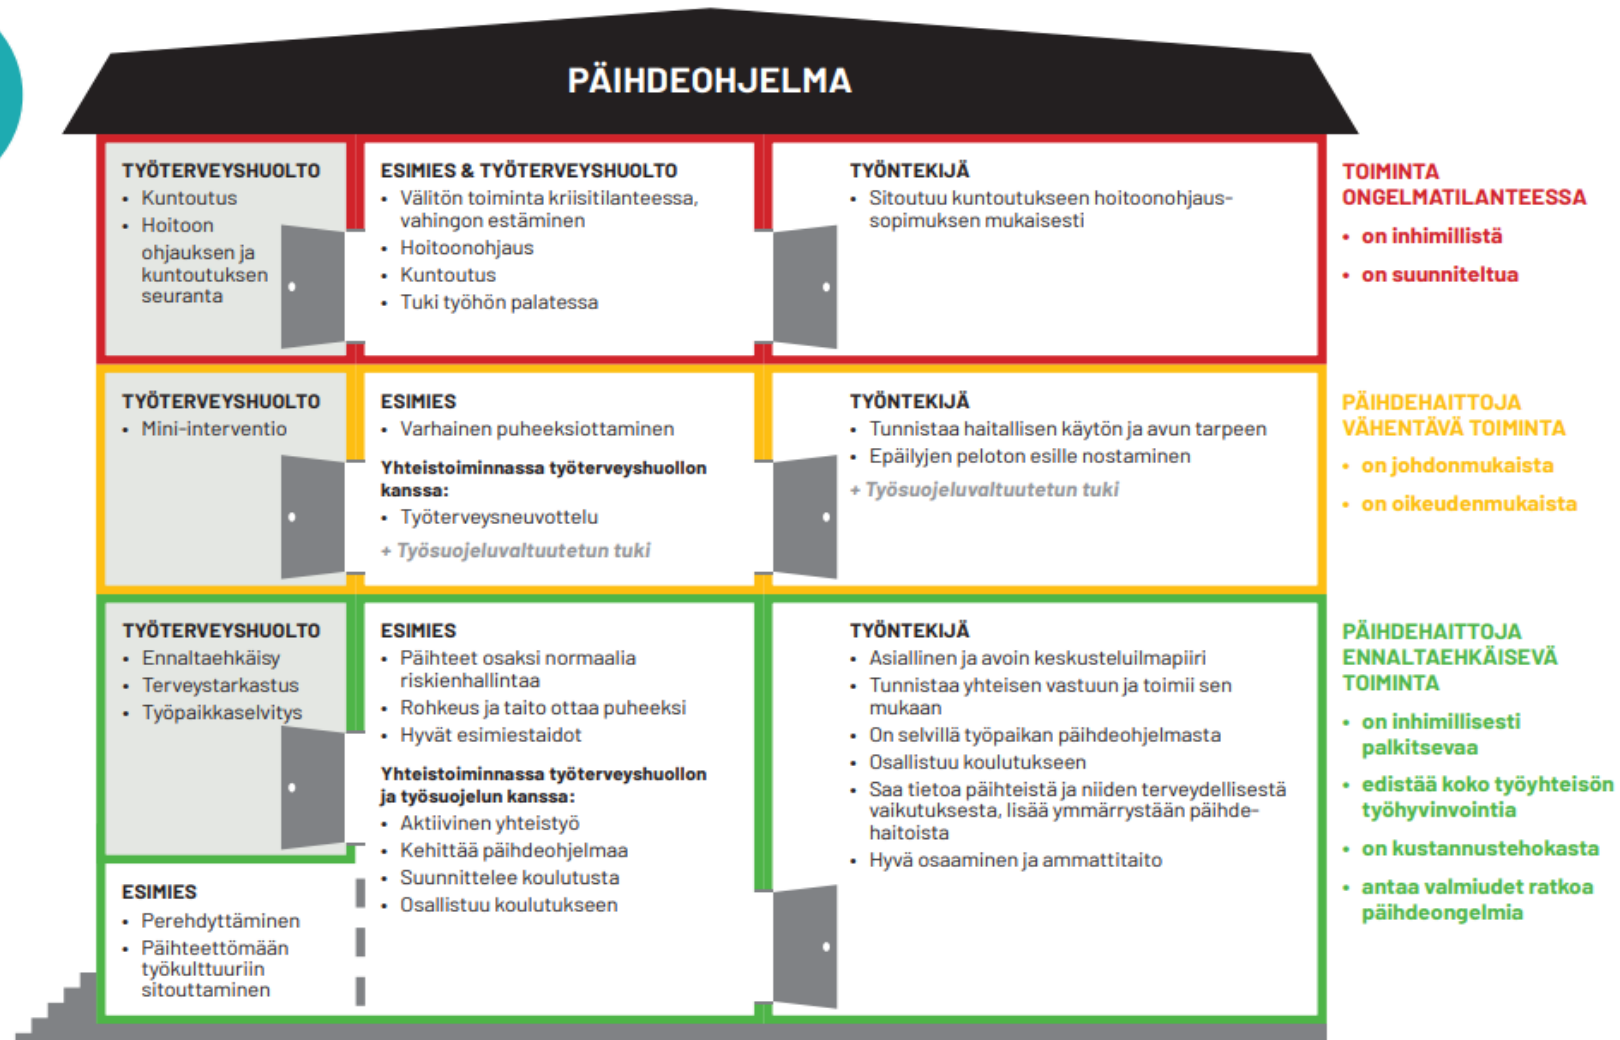 PÄIHDEOHJELMA
TYÖTERVEYSHUOLTO
• Kuntoutus
• Hoitoon
ohjauksen ja
kuntoutuksen
seuranta
ESIMIES & TYÖTERVEYSHUOLTO
• Välitön toiminta kriisitilanteessa,
vahingon estäminen
• Hoitoonohjaus
• Kuntoutus
• Tuki työhön palatessa
TYÖNTEKIJÄ
• Sitoutuu kuntoutukseen hoitoonohjaus-
sopimuksen mukaisesti
TOIMINTA
ONGELMATILANTEESSA
• on inhimillistä
• on suunniteltua
TYÖTERVEYSHUOLTO
• Mini-interventio
ESIMIES
• Varhainen puheeksiottaminen
Yhteistoiminnassa työterveyshuollon
kanssa:
• Työterveysneuvottelu
+ Työsuojeluvaltuutetun tuki
TYÖNTEKIJÄ
• Tunnistaa haitallisen käytön ja avun tarpeen
• Epäilyjen peloton esille nostaminen
+ Työsuojeluvaltuutetun tuki
PÄIHDEHAITTOJA
VÄHENTÄVÄ TOIMINTA
• on johdonmukaista
• on oikeudenmukaista
TYÖTERVEYSHUOLTO
• Ennaltaehkäisy
• Terveystarkastus
• Työpaikkaselvitys
ESIMIES
• Perehdyttäminen
• Päihteettömään
työkulttuuriin
sitouttaminen
ESIMIES
• Päihteet osaksi normaalia
riskienhallintaa
• Rohkeus ja taito ottaa puheeksi
• Hyvät esimiestaidot
Yhteistoiminnassa työterveyshuollon
ja työsuojelun kanssa:
• Aktiivinen yhteistyö
• Kehittää päihdeohjelmaa
• Suunnittelee koulutusta
• Osallistuu koulutukseen
TYÖNTEKIJÄ
• Asiallinen ja avoin keskusteluilmapiiri
• Tunnistaa yhteisen vastuun ja toimii sen
mukaan
• On selvillä työpaikan päihdeohjelmasta
• Osallistuu koulutukseen
• Saa tietoa päihteistä ja niiden terveydellisestä
vaikutuksesta, lisää ymmärrystään päihde-
haitoista
• Hyvä osaaminen ja ammattitaito
PÄIHDEHAITTOJA
ENNALTAEHKÄISEVÄ
TOIMINTA
• on inhimillisesti
palkitsevaa
• edistää koko työyhteisön
työhyvinvointia
• on kustannustehokasta
• antaa valmiudet ratkoa
päihdeongelmia